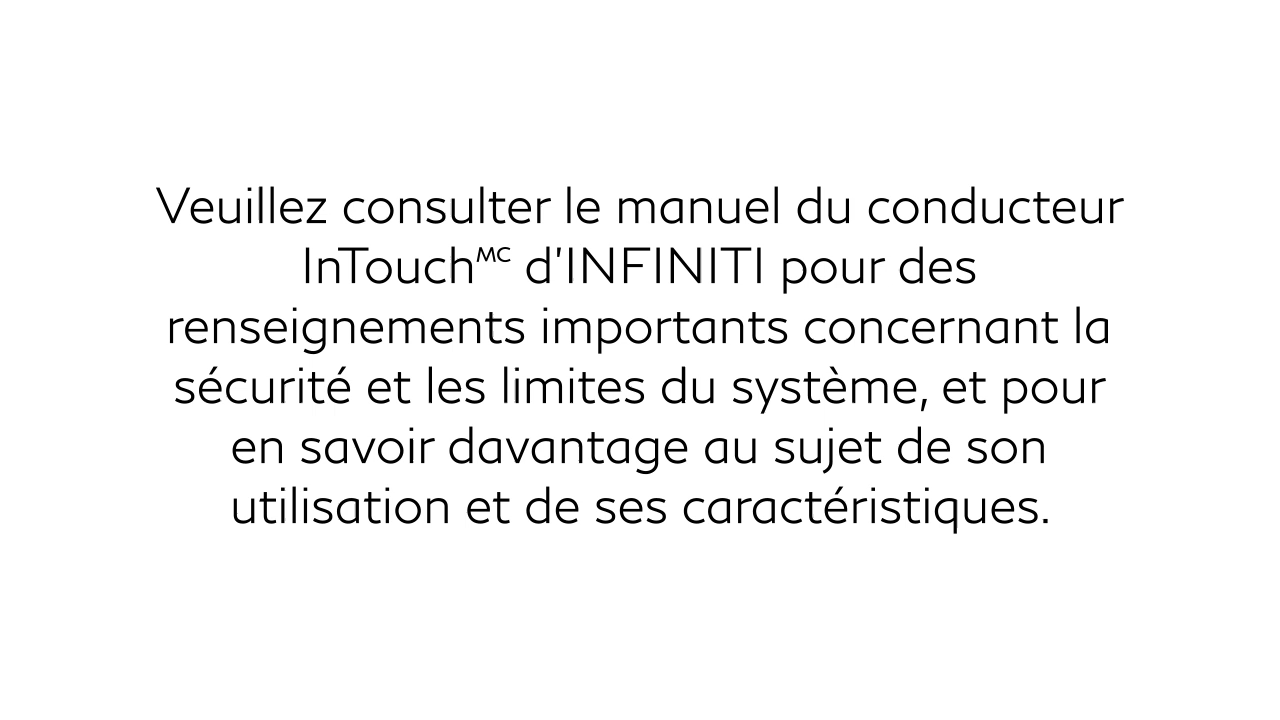 Veuillez consulter le manuel du conducteur
InTouchᴹᶜ d'INFINITI pour des
renseignements importants concernant la
sécurité et les limites du système, et pour
en savoir davantage au sujet de son
utilisation et de ses caractéristiques.